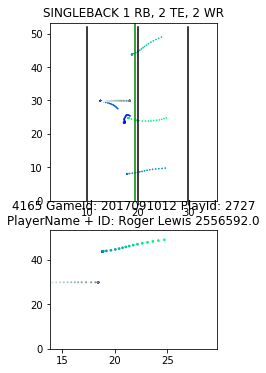 SINGLEBACK 1 RB, 2 TE, 2 WR
50
40
30
20
10
0
10 20 30
4165 GameId: 2017091012 PlayId: 2727
PlayerName + ID: Roger Lewis 2556592.0
40
20
0
15 20 25